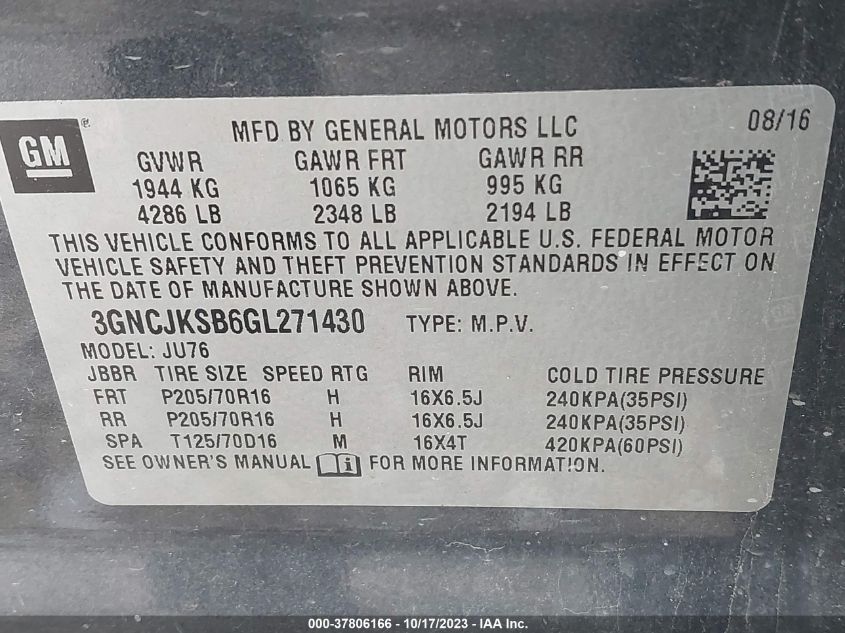 GM®
MFD BY GENERAL MOTORS LLC 08/16
GVWR GAWR FRT GAWR RR
1944 KG 1065 KG 995 KG
4286 LB 2348 LB 2194 LB
THIS VEHICLE CONFORMS TO ALL APPLICABLE U.S. FEDERAL MOTOR
VEHICLE SAFETY AND THEFT PREVENTION STANDARDS IN EFFECT ON
THE DATE OF MANUFACTURE SHOWN ABOVE.
3GNCJKSB6GL271430 TYPE: M.P.V.
MODEL: JU76
JBBR TIRE SIZE SPEED RTG RIM COLD TIRE PRESSURE
FRT P205/70R16 H 16X6.5J 240KPA(35PSI)
RR P205/70R16 H 16X6.5J 240KPA(35PSI)
SPA T125/70D16 M 16X4T 420KPA(60PSI)
SEE OWNER'S MANUAL i FOR MORE INFORMATION.
000-37806166 - 10/17/2023 - IAA Inc.